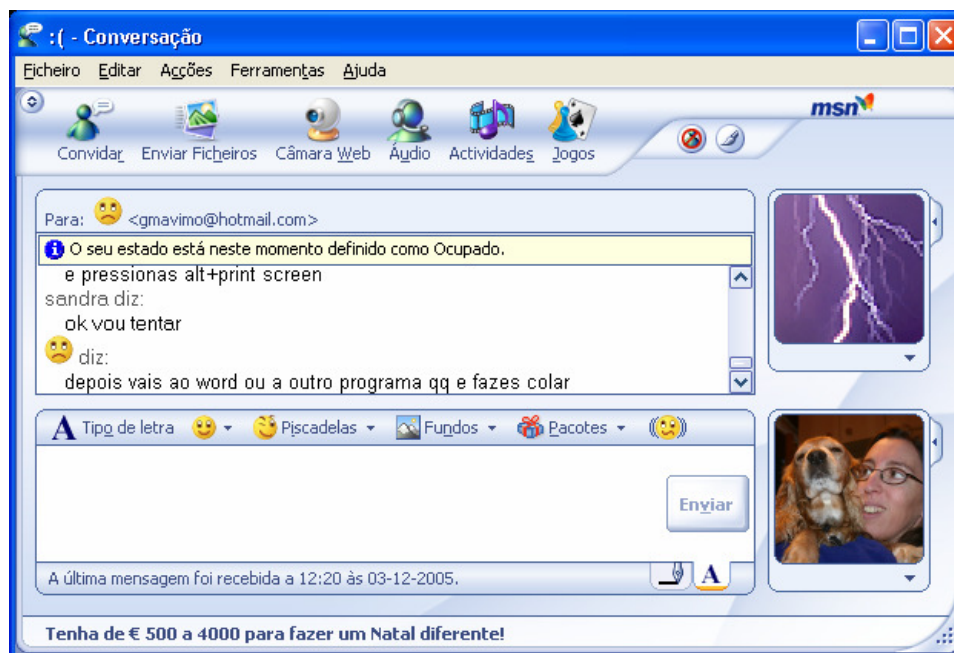 :( - Conversação
Ficheiro Editar Acções Ferramentas Ajuda
msn
Convidar Enviar Ficheiros Câmara Web Áudio Actividades Jogos
Para: <gmavimo@hotmail.com>
O seu estado está neste momento definido como Ocupado.
e pressionas alt+print screen
sandra diz:
ok vou tentar
diz:
depois vais ao word ou a outro programa qq e fazes colar
A Tipo de letra Piscadelas Fundos Pacotes
Enviar
A última mensagem foi recebida a 12:20 às 03-12-2005.
A
Tenha de € 500 a 4000 para fazer um Natal diferente!